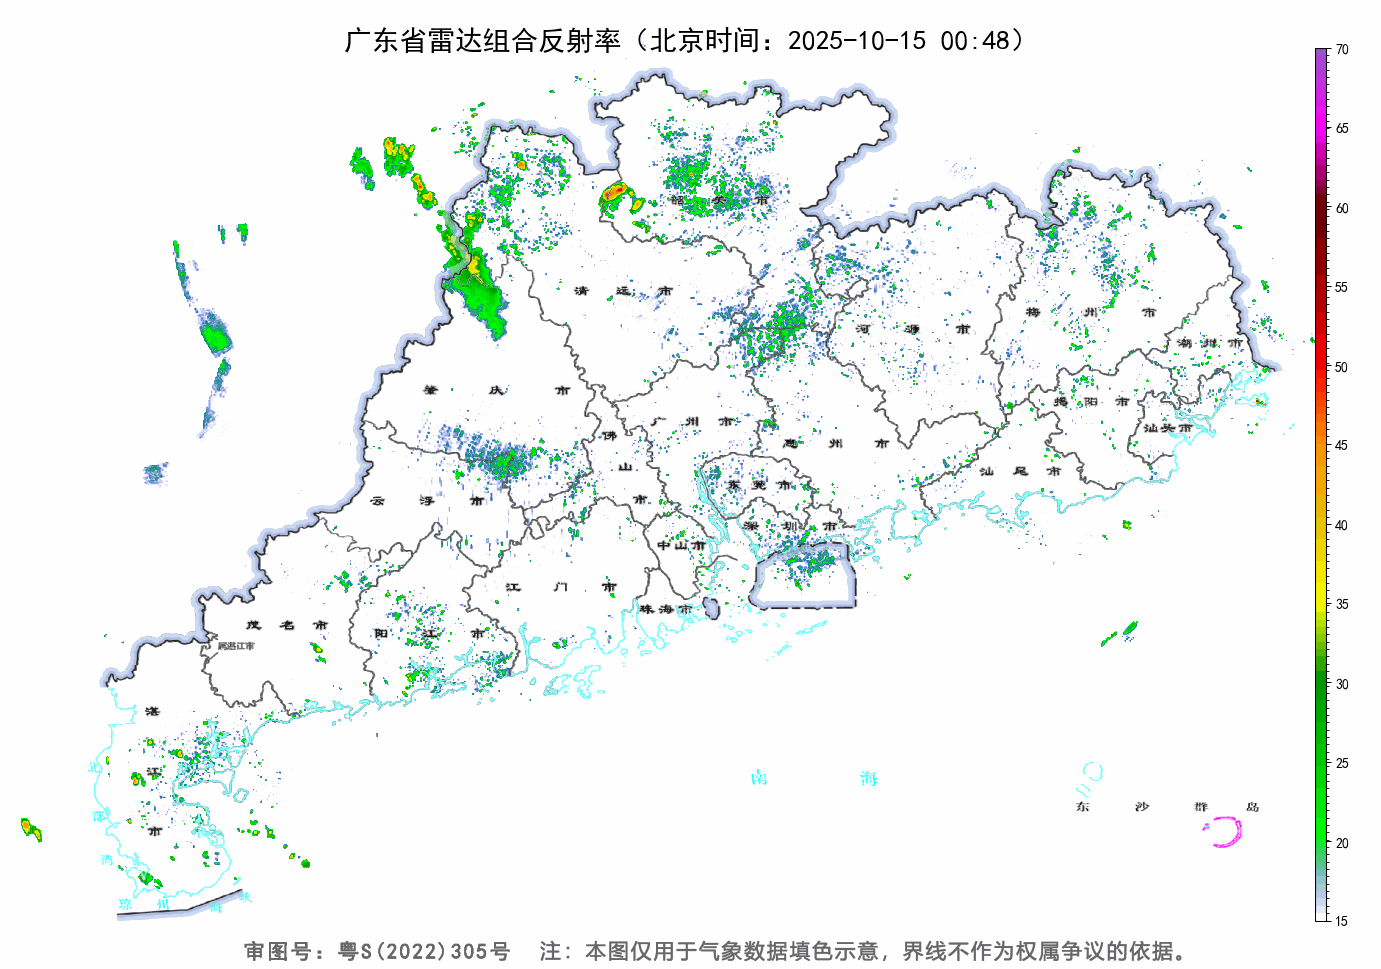 广东省雷达组合反射率（北京时间：2025-10-15 00:48）
70
65
60
55
50
45
40
35
30
25
20
15
韶关市
清远市
河源市
梅州市
潮州市
肇庆市
广州市
佛山市
惠州市
揭阳市
汕头市
汕尾市
云浮市
东莞市
深圳市
中山市
江门市
珠海市
茂名市
阳江市
属湛江市
湛江市
北部湾
琼州海峡
南海
东沙群岛
审图号：粤S(2022)305号 注：本图仅用于气象数据填色示意，界线不作为权属争议的依据。